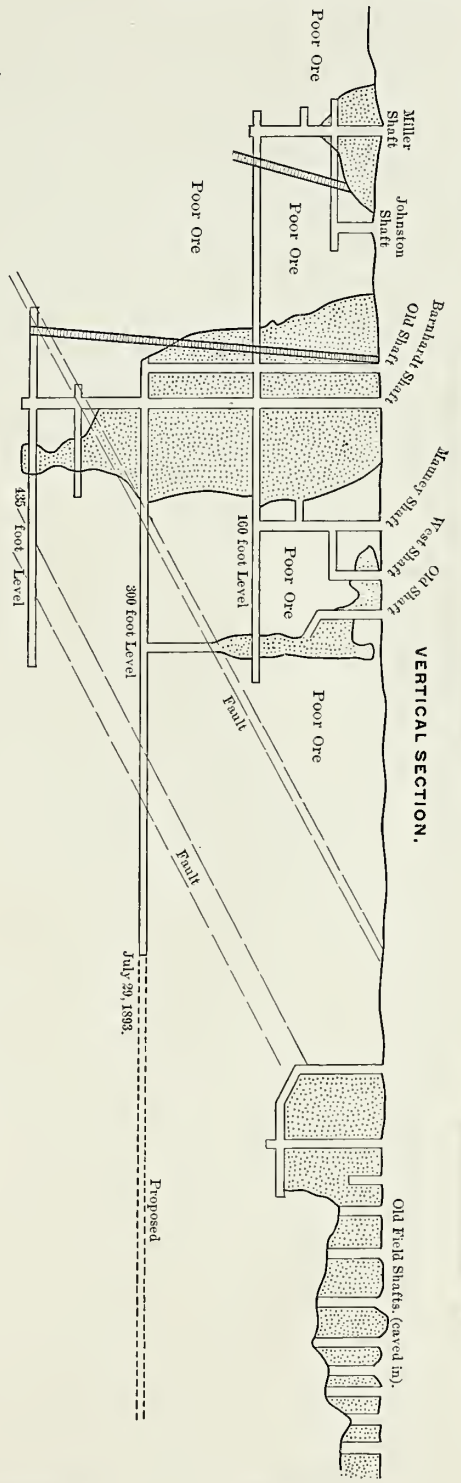 VERTICAL SECTION.
Miller
Shaft
Johnston
Shaft
Barnhardt Shaft
Old Shaft
Mauney Shaft
West Shaft
Old Shaft
Old Field Shafts. (caved in).
Poor Ore
Poor Ore
Poor Ore
Poor Ore
Poor Ore
160 foot Level
300 foot Level
435 foot Level
Fault
Fault
July 29, 1893.
Proposed